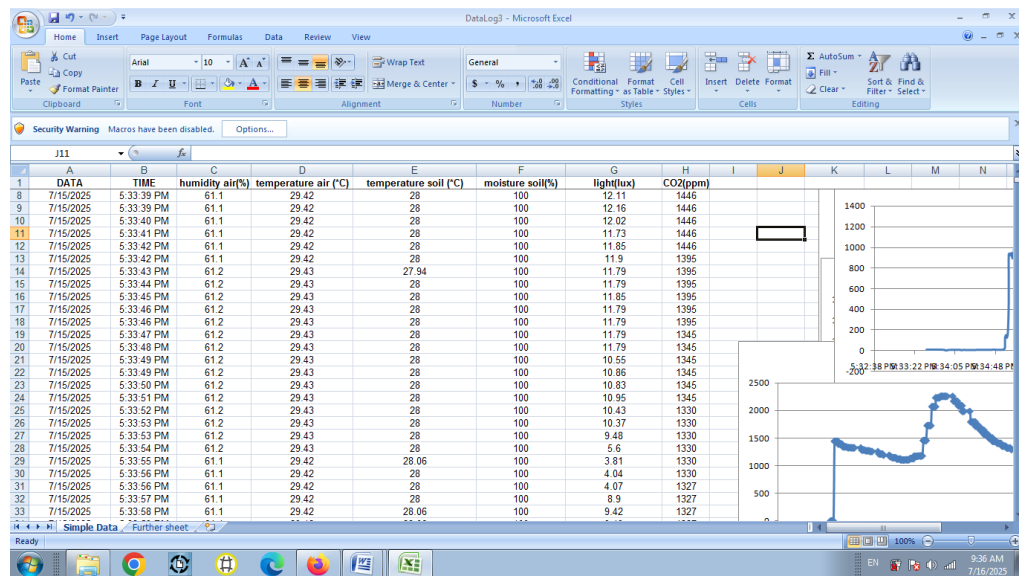 DataLog3 - Microsoft Excel
Home Insert Page Layout Formulas Data Review View
Paste Cut Copy Format Painter Clipboard
Arial 10 A A B I U Font
Wrap Text Merge & Center Alignment
General $ % , .0 .00 .00 .0 Number
Conditional Formatting Format as Table Cell Styles Styles
Insert Delete Format Cells
Σ AutoSum Fill Clear Sort & Filter Find & Select Editing
Security Warning Macros have been disabled. Options...
J11 fx
A B C D E F G H I J K L M N
1 DATA TIME humidity air(%) temperature air (°C) temperature soil (°C) moisture soil(%) light(lux) CO2(ppm)
8 7/15/2025 5:33:39 PM 61.1 29.42 28 100 12.11 1446
9 7/15/2025 5:33:39 PM 61.1 29.42 28 100 12.16 1446
10 7/15/2025 5:33:40 PM 61.1 29.42 28 100 12.02 1446
11 7/15/2025 5:33:41 PM 61.1 29.42 28 100 11.73 1446
12 7/15/2025 5:33:42 PM 61.1 29.42 28 100 11.85 1446
13 7/15/2025 5:33:42 PM 61.1 29.42 28 100 11.9 1395
14 7/15/2025 5:33:43 PM 61.2 29.43 27.94 100 11.79 1395
15 7/15/2025 5:33:44 PM 61.2 29.43 28 100 11.79 1395
16 7/15/2025 5:33:45 PM 61.2 29.43 28 100 11.85 1395
17 7/15/2025 5:33:46 PM 61.2 29.43 28 100 11.79 1395
18 7/15/2025 5:33:46 PM 61.2 29.43 28 100 11.79 1395
19 7/15/2025 5:33:47 PM 61.2 29.43 28 100 11.79 1345
20 7/15/2025 5:33:48 PM 61.2 29.43 28 100 11.79 1345
21 7/15/2025 5:33:49 PM 61.2 29.43 28 100 10.55 1345
22 7/15/2025 5:33:49 PM 61.2 29.43 28 100 10.86 1345
23 7/15/2025 5:33:50 PM 61.2 29.43 28 100 10.83 1345
24 7/15/2025 5:33:51 PM 61.2 29.43 28 100 10.95 1345
25 7/15/2025 5:33:52 PM 61.2 29.43 28 100 10.43 1330
26 7/15/2025 5:33:53 PM 61.2 29.43 28 100 10.37 1330
27 7/15/2025 5:33:53 PM 61.2 29.43 28 100 9.48 1330
28 7/15/2025 5:33:54 PM 61.2 29.43 28 100 5.6 1330
29 7/15/2025 5:33:55 PM 61.1 29.42 28.06 100 3.81 1330
30 7/15/2025 5:33:56 PM 61.1 29.42 28 100 4.04 1330
31 7/15/2025 5:33:56 PM 61.1 29.42 28 100 4.07 1327
32 7/15/2025 5:33:57 PM 61.1 29.42 28 100 8.9 1327
33 7/15/2025 5:33:58 PM 61.1 29.42 28.06 100 9.42 1327
1400
1200
1000
800
600
400
200
0
-200
5:32:38 PM 5:33:22 PM 5:34:05 PM 5:34:48 PM
2500
2000
1500
1000
500
0
Simple Data Further sheet
Ready 100%
EN 9:36 AM
7/16/2025